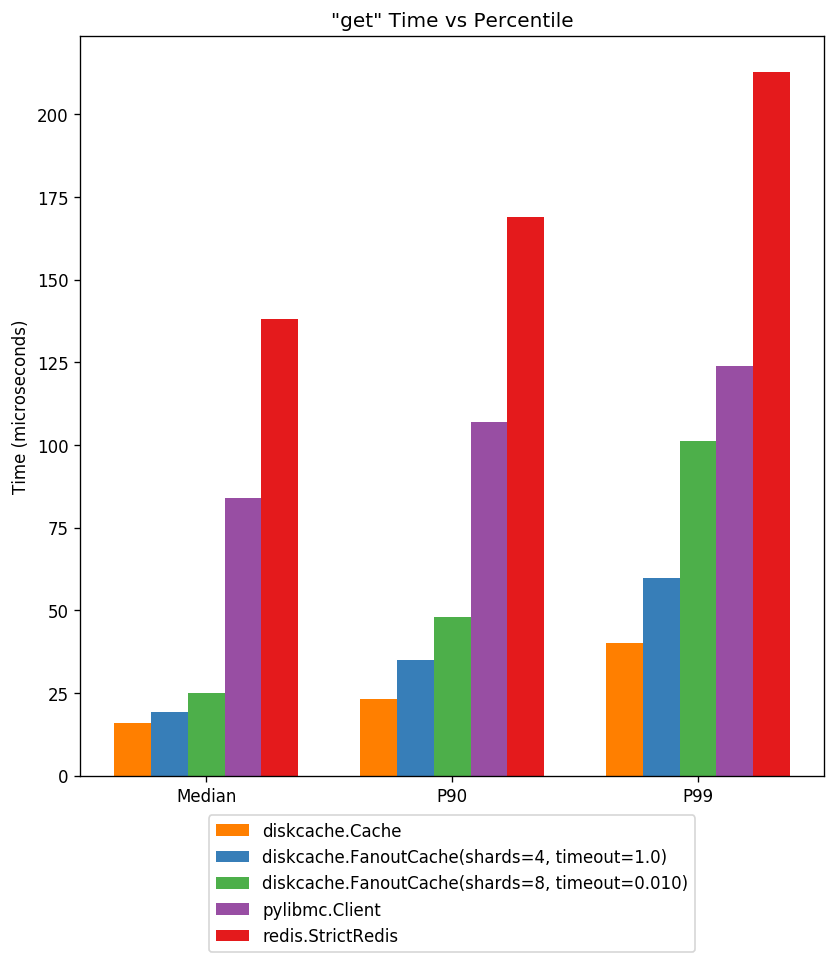 "get" Time vs Percentile
Time (microseconds)
200
175
150
125
100
75
50
25
0
Median P90 P99
diskcache.Cache
diskcache.FanoutCache(shards=4, timeout=1.0)
diskcache.FanoutCache(shards=8, timeout=0.010)
pylibmc.Client
redis.StrictRedis